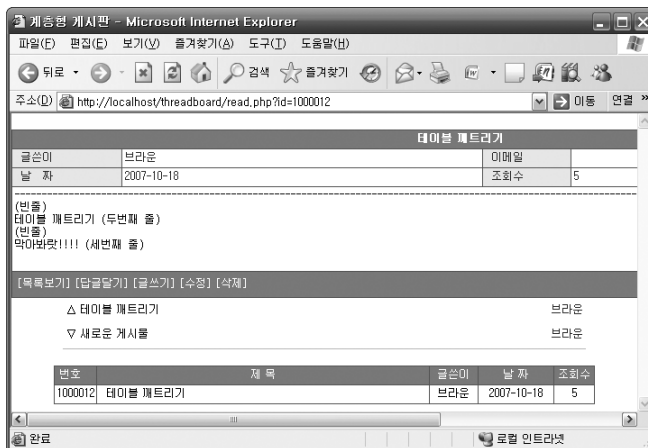 계층형 게시판 - Microsoft Internet Explorer
파일(F) 편집(E) 보기(V) 즐겨찾기(A) 도구(T) 도움말(H)
뒤로 검색 즐겨찾기
주소(D) http://localhost/threadboard/read.php?id=1000012 이동 연결 »
테이블 깨트리기
글쓴이 브라운 이메일
날 짜 2007-10-18 조회수 5
--------------------------------------------------------------------------------
(빈줄)
테이블 깨트리기 (두번째 줄)
(빈줄)
막아봐랏!!!! (세번째 줄)
[목록보기] [답글달기] [글쓰기] [수정] [삭제]
△ 테이블 깨트리기 브라운
▽ 새로운 게시물 브라운
번호 제 목 글쓴이 날 짜 조회수
1000012 테이블 깨트리기 브라운 2007-10-18 5
완료 로컬 인트라넷